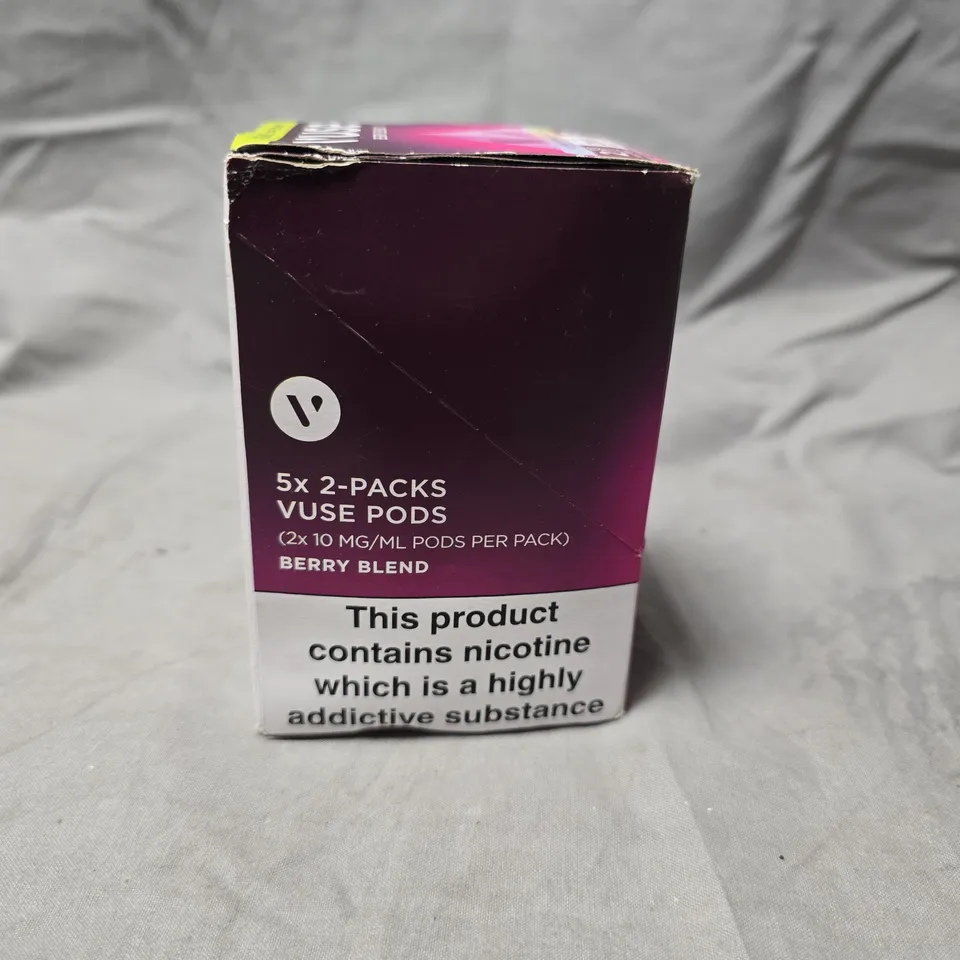 VUSE
5x 2-PACKS
VUSE PODS
(2x 10 MG/ML PODS PER PACK)
BERRY BLEND
This product
contains nicotine
which is a highly
addictive substance